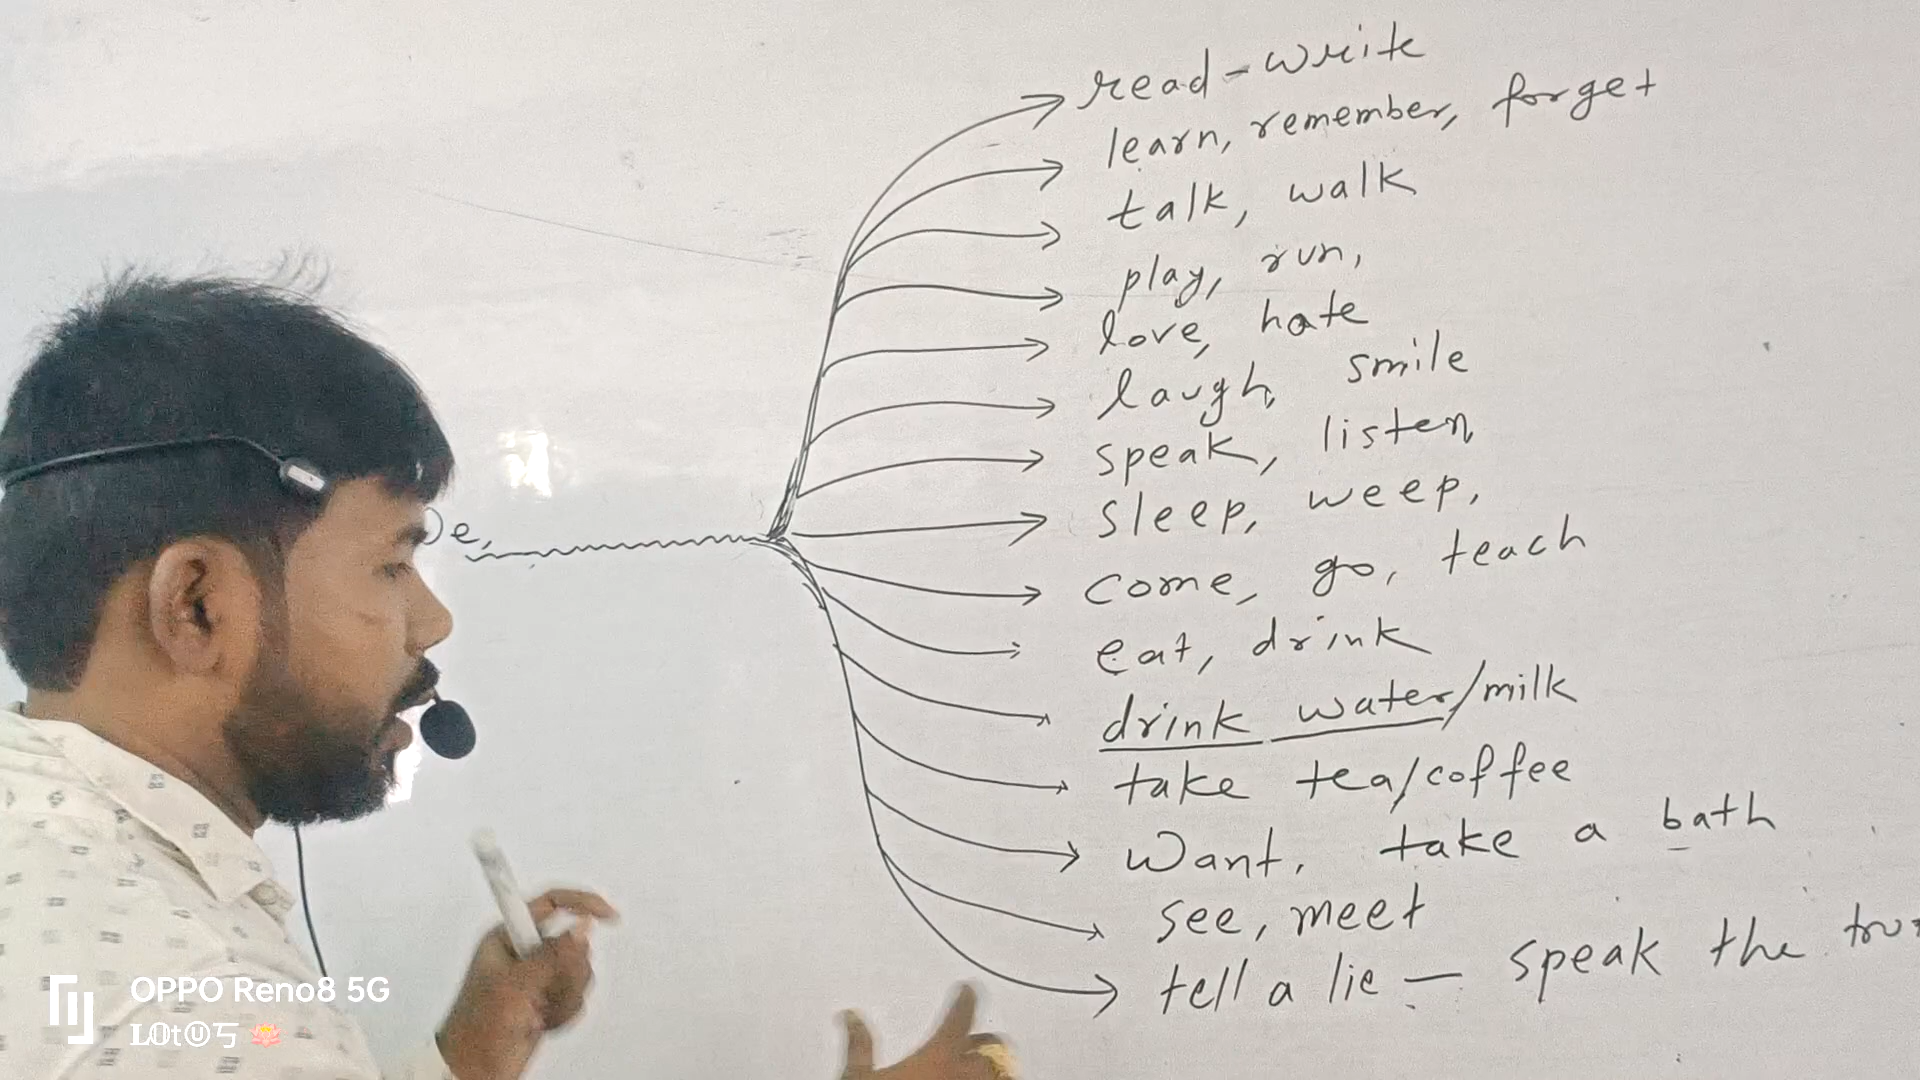 read - write
learn, remember, forget
talk, walk
play, run,
love, hate
laugh, smile
speak, listen,
sleep, weep,
come, go, teach
eat, drink
drink water/milk
take tea/coffee
want, take a bath
see, meet
tell a lie — speak the
OPPO Reno8 5G